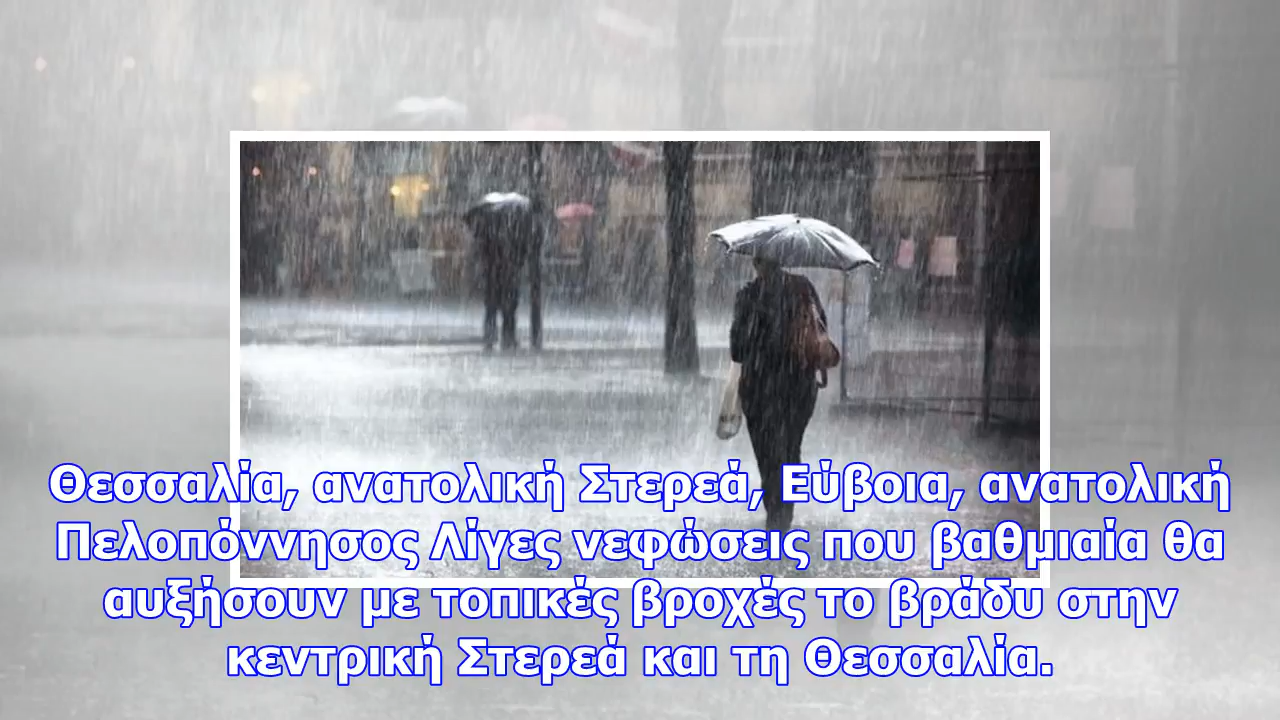 Θεσσαλία, ανατολική Στερεά, Εύβοια, ανατολική
Πελοπόννησος Λίγες νεφώσεις που βαθμιαία θα
αυξήσουν με τοπικές βροχές το βράδυ στην
κεντρική Στερεά και τη Θεσσαλία.